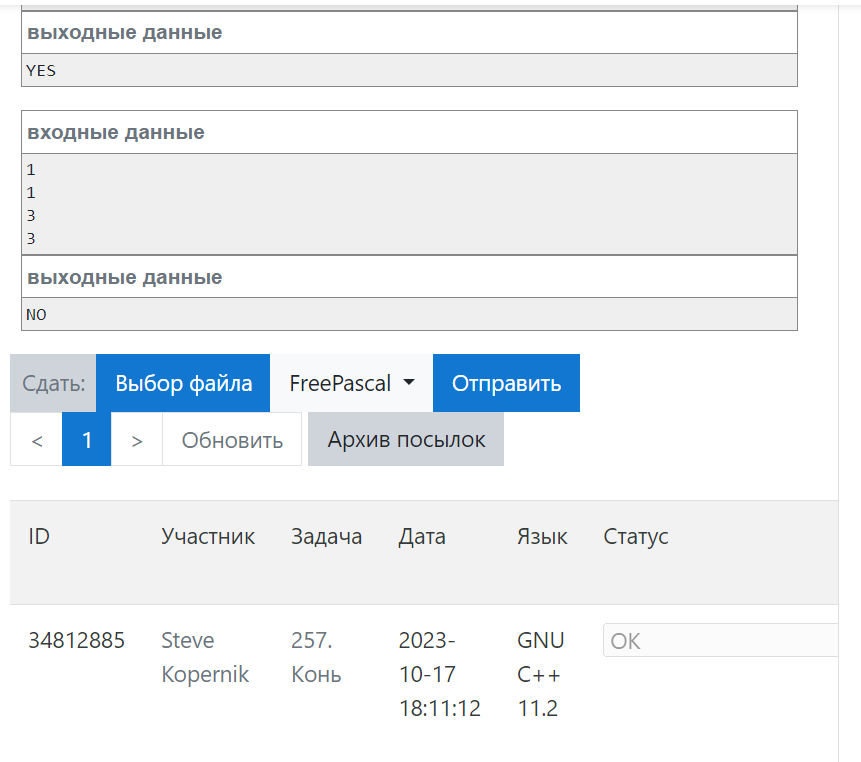 выходные данные
YES
входные данные
1
1
3
3
выходные данные
NO
Сдать: Выбор файла FreePascal Отправить
< 1 > Обновить Архив посылок
ID Участник Задача Дата Язык Статус
34812885 Steve 257. 2023- GNU OK
Kopernik Конь 10-17 C++
18:11:12 11.2